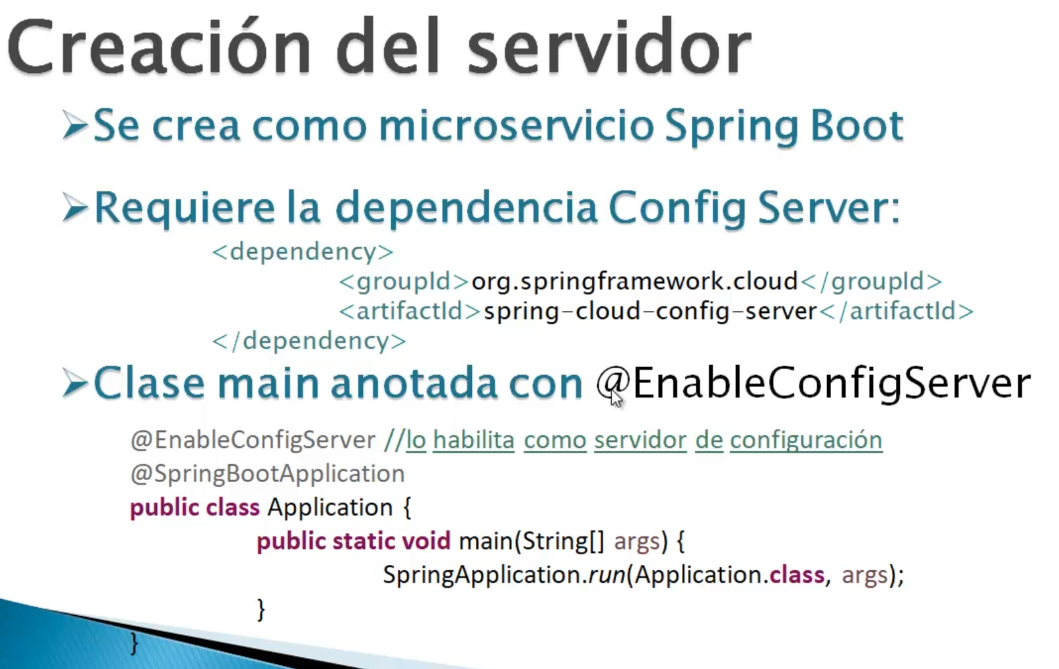 Creación del servidor
Se crea como microservicio Spring Boot
Requiere la dependencia Config Server:
<dependency>
<groupId>org.springframework.cloud</groupId>
<artifactId>spring-cloud-config-server</artifactId>
</dependency>
Clase main anotada con @EnableConfigServer
@EnableConfigServer //lo habilita como servidor de configuración
@SpringBootApplication
public class Application {
public static void main(String[] args) {
SpringApplication.run(Application.class, args);
}
}